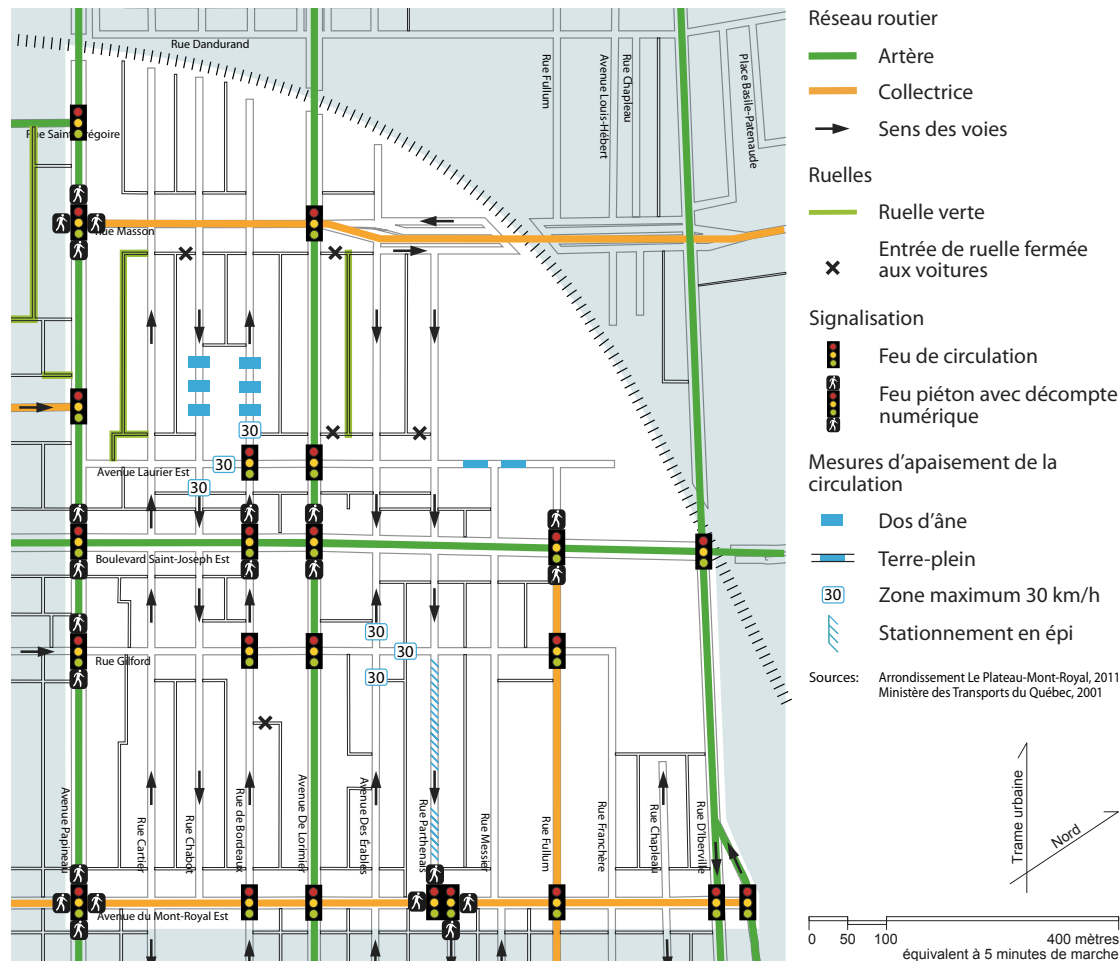 Rue Dandurand
Rue Fullum
Avenue Louis-Hébert
Rue Chapleau
Place Basile-Patenaude
Rue Saint-Grégoire
Rue Masson
30
30
Avenue Laurier Est
30
Boulevard Saint-Joseph Est
30
30
Rue Gilford
30
Avenue Papineau
Rue Cartier
Rue Chabot
Rue de Bordeaux
Avenue De Lorimier
Avenue Des Érables
Rue Parthenais
Rue Messier
Rue Fullum
Rue Franchère
Rue Chapleau
Rue D'Iberville
Avenue du Mont-Royal Est
Réseau routier
Artère
Collectrice
Sens des voies
Ruelles
Ruelle verte
Entrée de ruelle fermée
aux voitures
Signalisation
Feu de circulation
Feu piéton avec décompte
numérique
Mesures d'apaisement de la
circulation
Dos d'âne
Terre-plein
30 Zone maximum 30 km/h
Stationnement en épi
Sources: Arrondissement Le Plateau-Mont-Royal, 2011
Ministère des Transports du Québec, 2001
Trame urbaine
Nord
0 50 100 400 mètres
équivalent à 5 minutes de marche